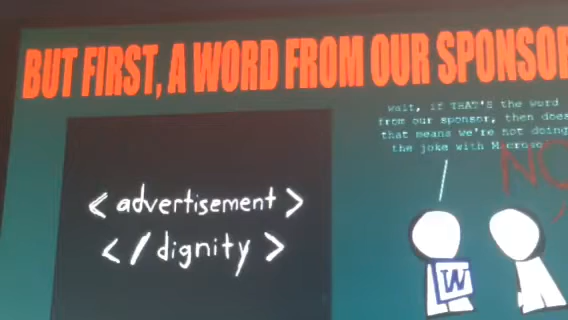 BUT FIRST, A WORD FROM OUR SPONSOR
wait, if THAT'S the word
from our sponsor, then does
that means we're not doing
the joke with
NO
< advertisement >
< / dignity >
W